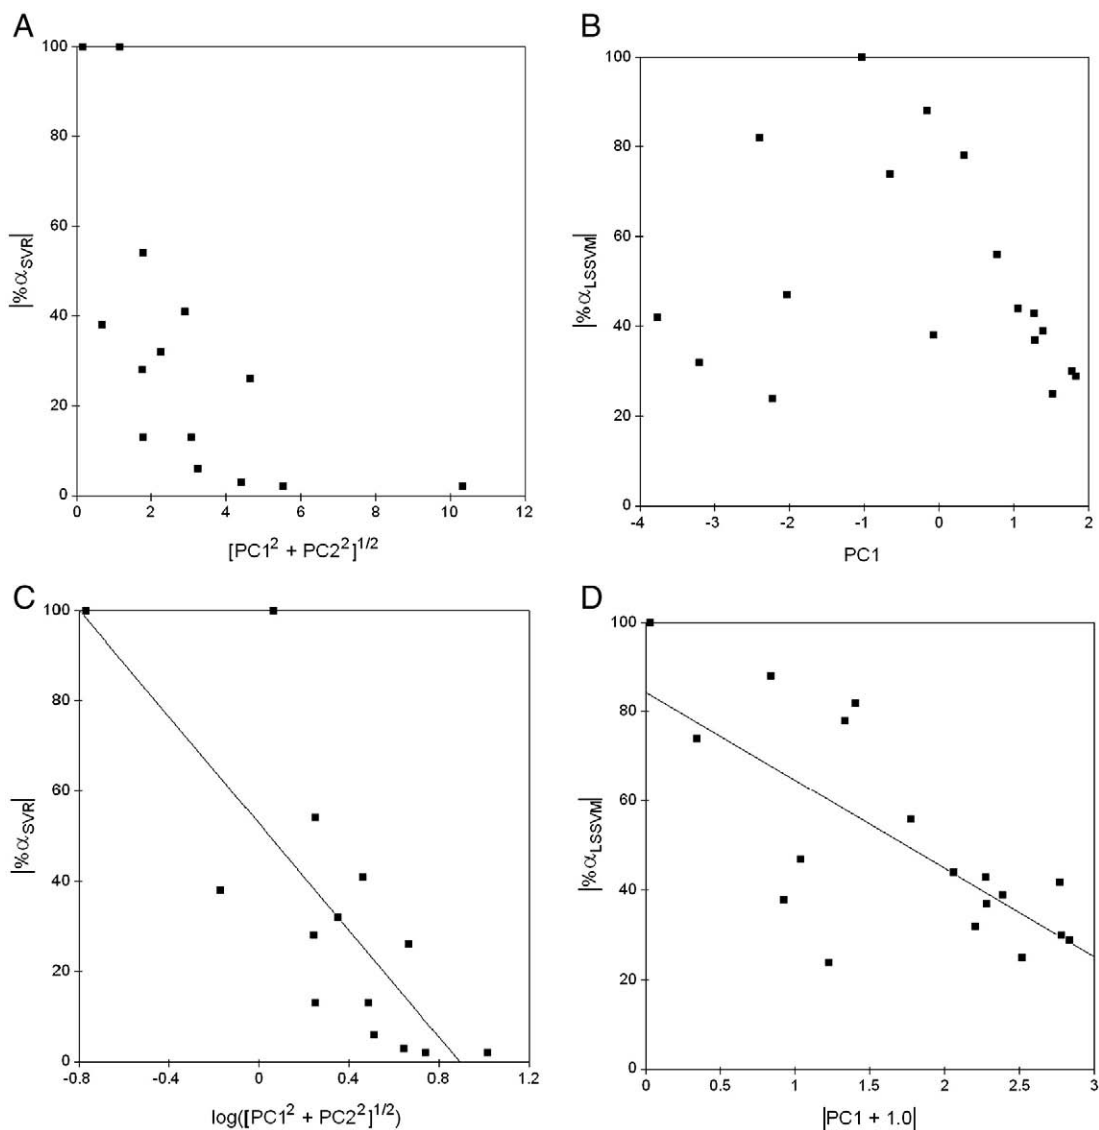 A
100
80
60
40
20
0
|%α_SVR|
0 2 4 6 8 10 12
[PC1² + PC2²]^1/2
B
100
80
60
40
20
0
|%α_LSSVM|
-4 -3 -2 -1 0 1 2
PC1
C
100
80
60
40
20
0
|%α_SVR|
-0.8 -0.4 0 0.4 0.8 1.2
log([PC1² + PC2²]^1/2)
D
100
80
60
40
20
0
|%α_LSSVM|
0 0.5 1 1.5 2 2.5 3
|PC1 + 1.0|